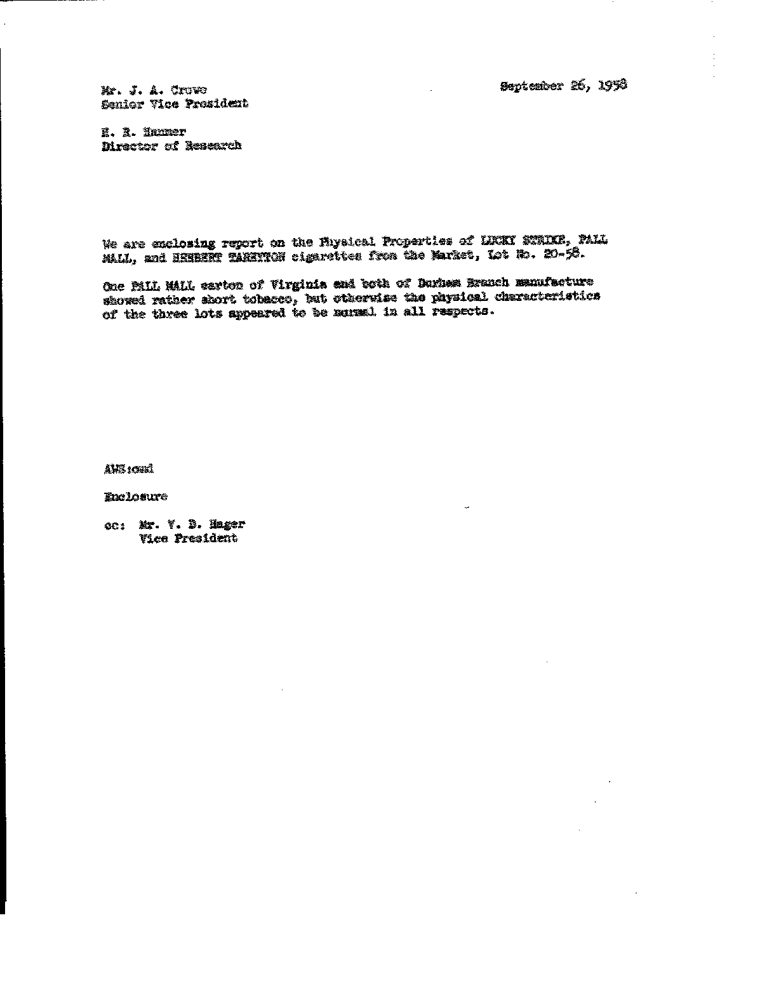 September 26, 1958
Mr. J. A. Crowe
Senior Vice President
H. R. Hanmer
Director of Research
We are enclosing report on the Physical Properties of LUCKY STRIKE, PALL
MALL, and HERBERT TAREYTON cigarettes from the Market, Lot No. 20-58.
One PALL MALL carton of Virginia and both of Durham Branch manufacture
showed rather short tobacco, but otherwise the physical characteristics
of the three lots appeared to be normal in all respects.
Enclosure
cc: Mr. V. D. Hager
Vice President